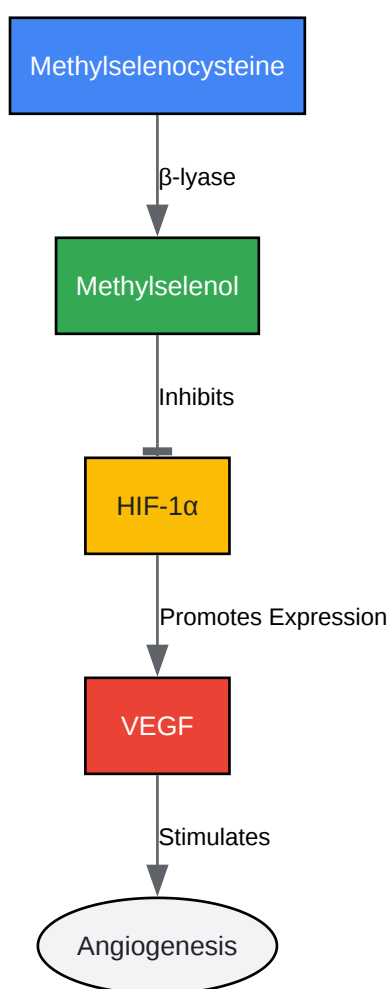 Methylselenocysteine
β-lyase
Methylselenol
Inhibits
HIF-1α
Promotes Expression
VEGF
Stimulates
Angiogenesis